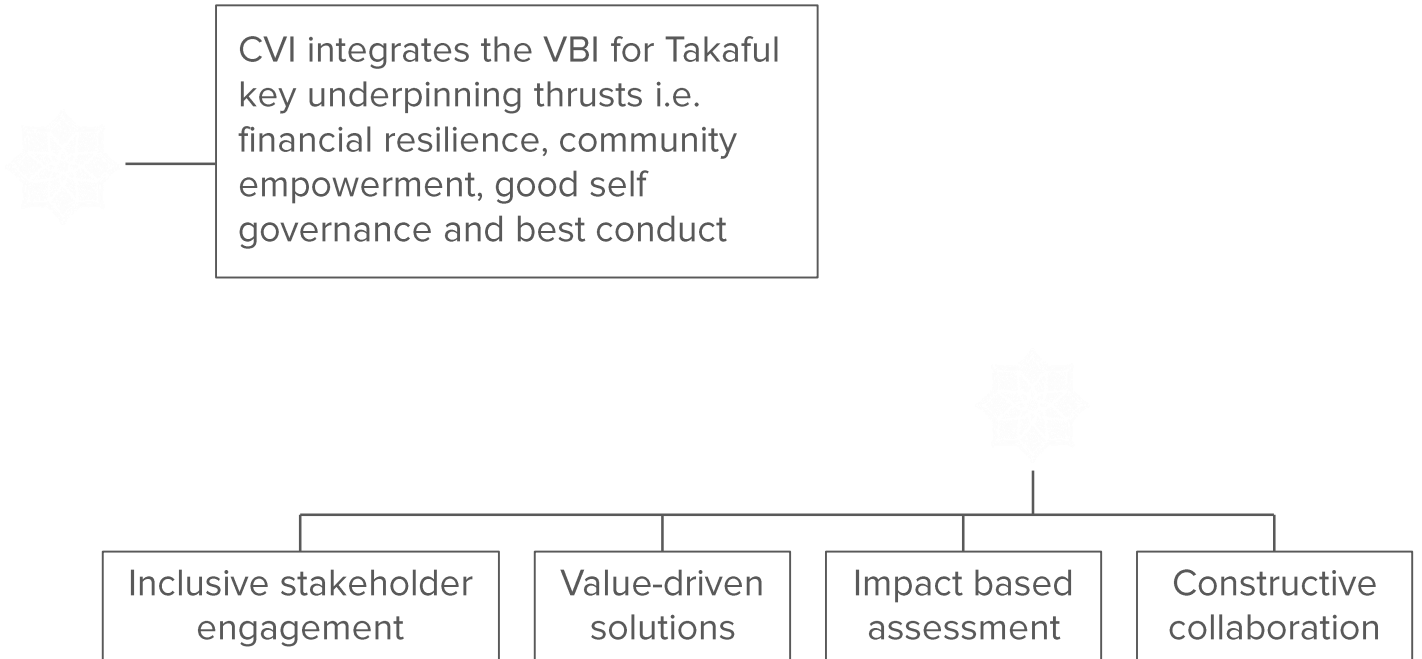 CVI integrates the VBI for Takaful
key underpinning thrusts i.e.
financial resilience, community
empowerment, good self
governance and best conduct
Inclusive stakeholder
engagement
Value-driven
solutions
Impact based
assessment
Constructive
collaboration